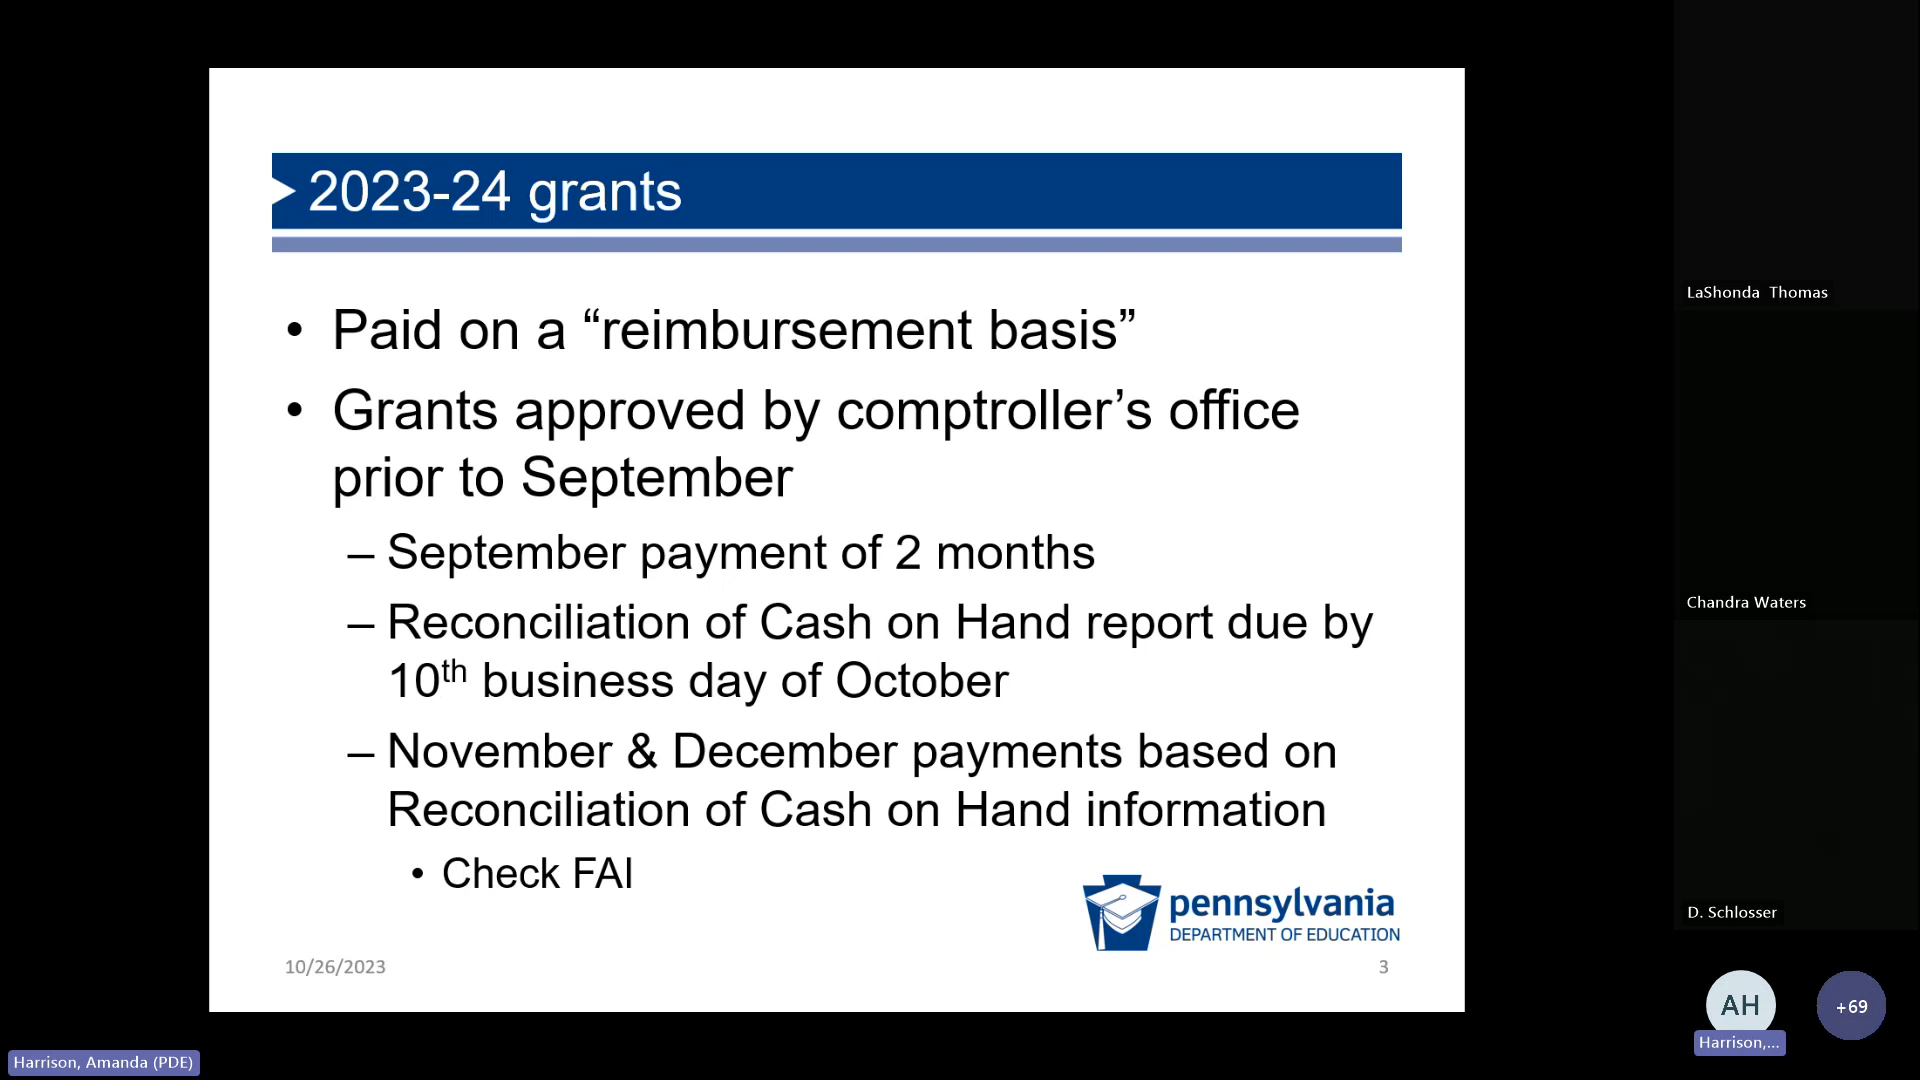 2023-24 grants
• Paid on a “reimbursement basis”
• Grants approved by comptroller’s office
prior to September
– September payment of 2 months
– Reconciliation of Cash on Hand report due by
10th business day of October
– November & December payments based on
Reconciliation of Cash on Hand information
• Check FAI
pennsylvania
DEPARTMENT OF EDUCATION
10/26/2023
3
LaShonda Thomas
Chandra Waters
D. Schlosser
AH
+69
Harrison,...
Harrison, Amanda (PDE)